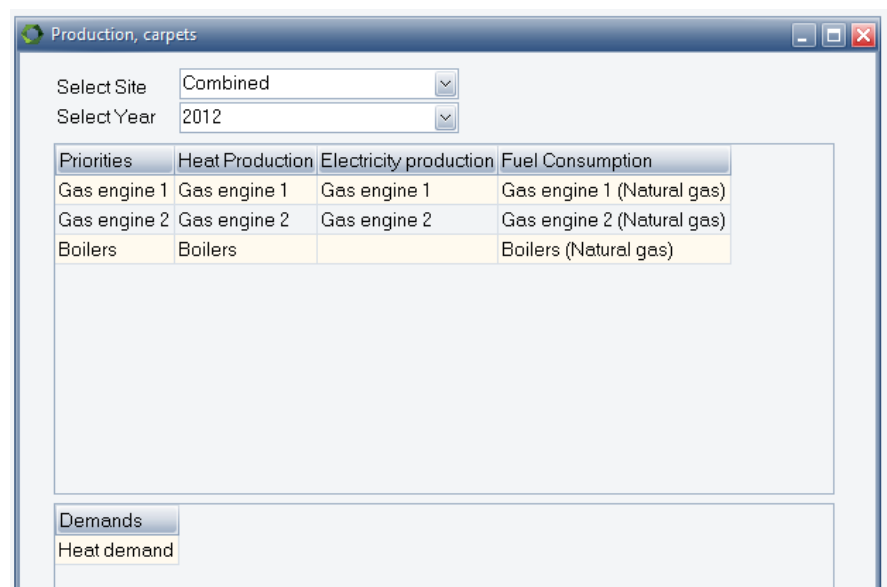 Production, carpets
Select Site Combined
Select Year 2012
Priorities Heat Production Electricity production Fuel Consumption
Gas engine 1 Gas engine 1 Gas engine 1 Gas engine 1 (Natural gas)
Gas engine 2 Gas engine 2 Gas engine 2 Gas engine 2 (Natural gas)
Boilers Boilers Boilers (Natural gas)
Demands
Heat demand